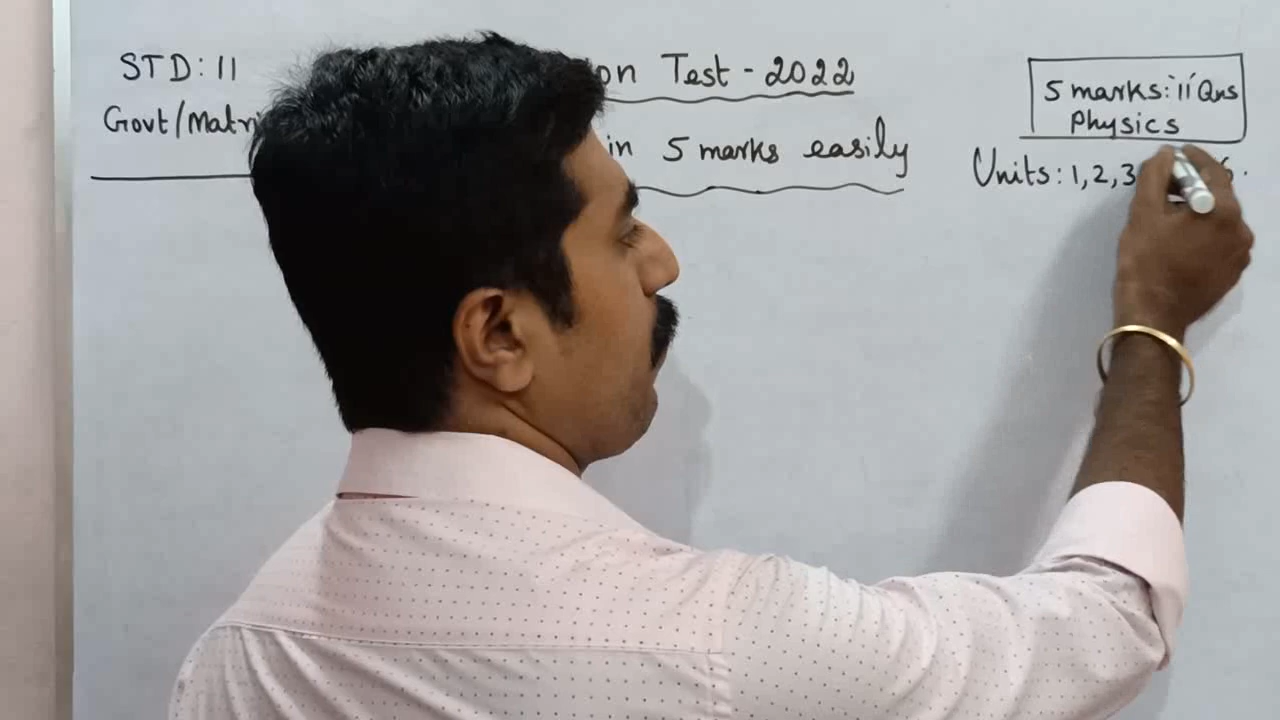 STD: 11
Govt/Matri
on Test - 2022
in 5 marks easily
5 marks: 11 Qns
Physics
Units: 1, 2, 3